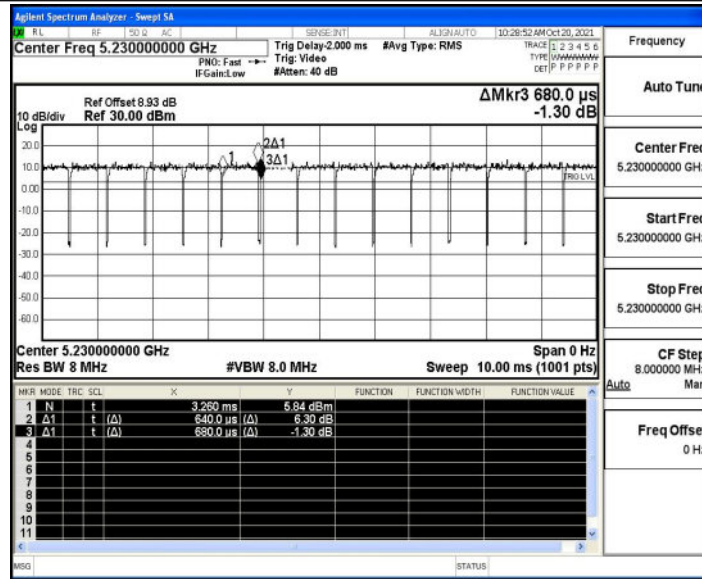 Agilent Spectrum Analyzer - Swept SA
RL RF 50 Ω AC SENSE:INT ALIGNAUTO 10:28:52 AM Oct 20, 2021
Center Freq 5.230000000 GHz
PNO: Fast
IFGain:Low
Trig Delay-2.000 ms
Trig: Video
#Atten: 40 dB
#Avg Type: RMS
TRACE 1 2 3 4 5 6
TYPE
DET P P P P P P
Frequency
Auto Tune
ΔMkr3 680.0 µs
-1.30 dB
Ref Offset 8.93 dB
10 dB/div Ref 30.00 dBm
Log
20.0
10.0
0.00
-10.0
-20.0
-30.0
-40.0
-50.0
-60.0
1
2Δ1
3Δ1
TRIG LVL
Center Freq
5.230000000 GHz
Start Freq
5.230000000 GHz
Stop Freq
5.230000000 GHz
CF Step
8.000000 MHz
Auto Man
Freq Offset
0 Hz
Center 5.230000000 GHz Span 0 Hz
Res BW 8 MHz #VBW 8.0 MHz Sweep 10.00 ms (1001 pts)
MKR MODE TRC SCL X Y FUNCTION FUNCTION WIDTH FUNCTION VALUE
1 N t 3.260 ms 5.84 dBm
2 Δ1 t (Δ) 640.0 µs (Δ) 6.30 dB
3 Δ1 t (Δ) 680.0 µs (Δ) -1.30 dB
4
5
6
7
8
9
10
11
MSG STATUS